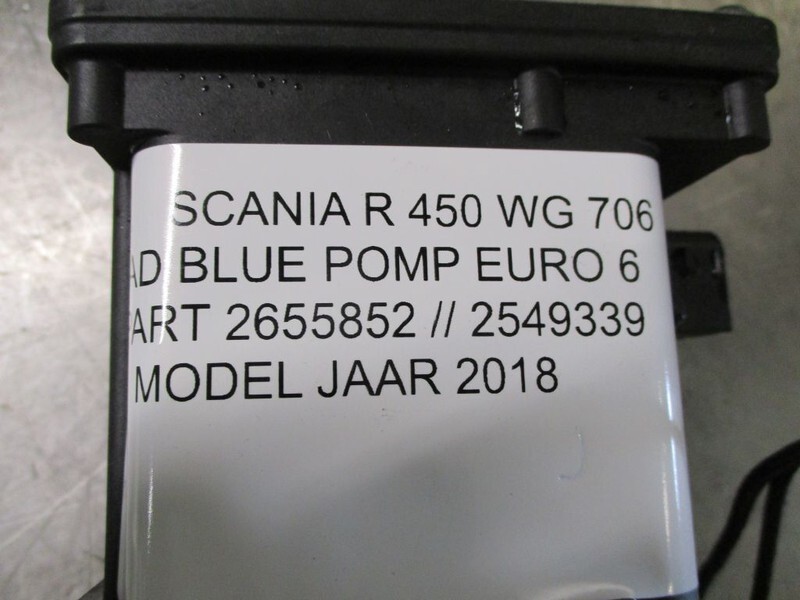 SCANIA R 450 WG 706
AD BLUE POMP EURO 6
ART 2655852 // 2549339
MODEL JAAR 2018